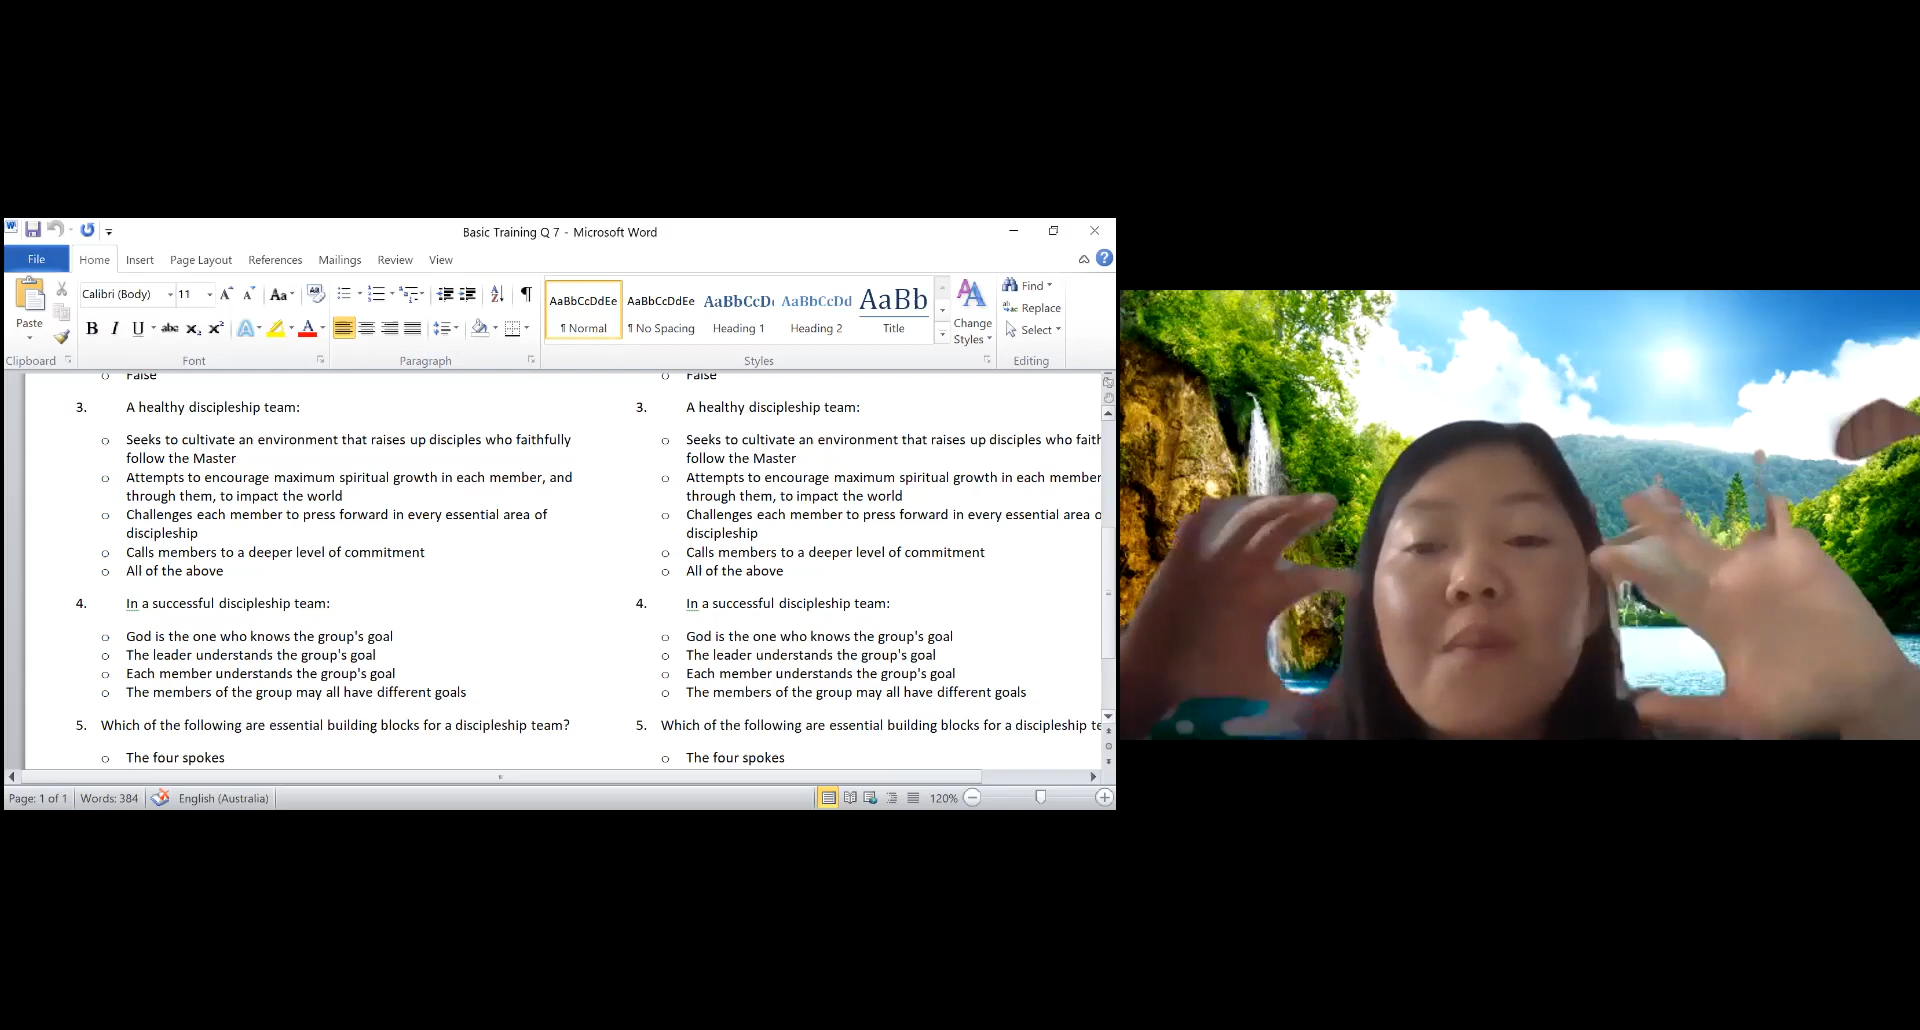 Basic Training Q 7 - Microsoft Word
File Home Insert Page Layout References Mailings Review View
Paste
Clipboard
Calibri (Body) 11
Font
Paragraph
AaBbCcDdEe AaBbCcDdEe AaBbCcD AaBbCcDd AaBb
¶ Normal ¶ No Spacing Heading 1 Heading 2 Title
Change
Styles
Styles
Find
Replace
Select
Editing
False
3. A healthy discipleship team:
o Seeks to cultivate an environment that raises up disciples who faithfully
follow the Master
o Attempts to encourage maximum spiritual growth in each member, and
through them, to impact the world
o Challenges each member to press forward in every essential area of
discipleship
o Calls members to a deeper level of commitment
o All of the above
4. In a successful discipleship team:
o God is the one who knows the group's goal
o The leader understands the group's goal
o Each member understands the group's goal
o The members of the group may all have different goals
5. Which of the following are essential building blocks for a discipleship team?
o The four spokes
False
3. A healthy discipleship team:
o Seeks to cultivate an environment that raises up disciples who faith
follow the Master
o Attempts to encourage maximum spiritual growth in each member
through them, to impact the world
o Challenges each member to press forward in every essential area o
discipleship
o Calls members to a deeper level of commitment
o All of the above
4. In a successful discipleship team:
o God is the one who knows the group's goal
o The leader understands the group's goal
o Each member understands the group's goal
o The members of the group may all have different goals
5. Which of the following are essential building blocks for a discipleship te
o The four spokes
Page: 1 of 1 Words: 384 English (Australia) 120%